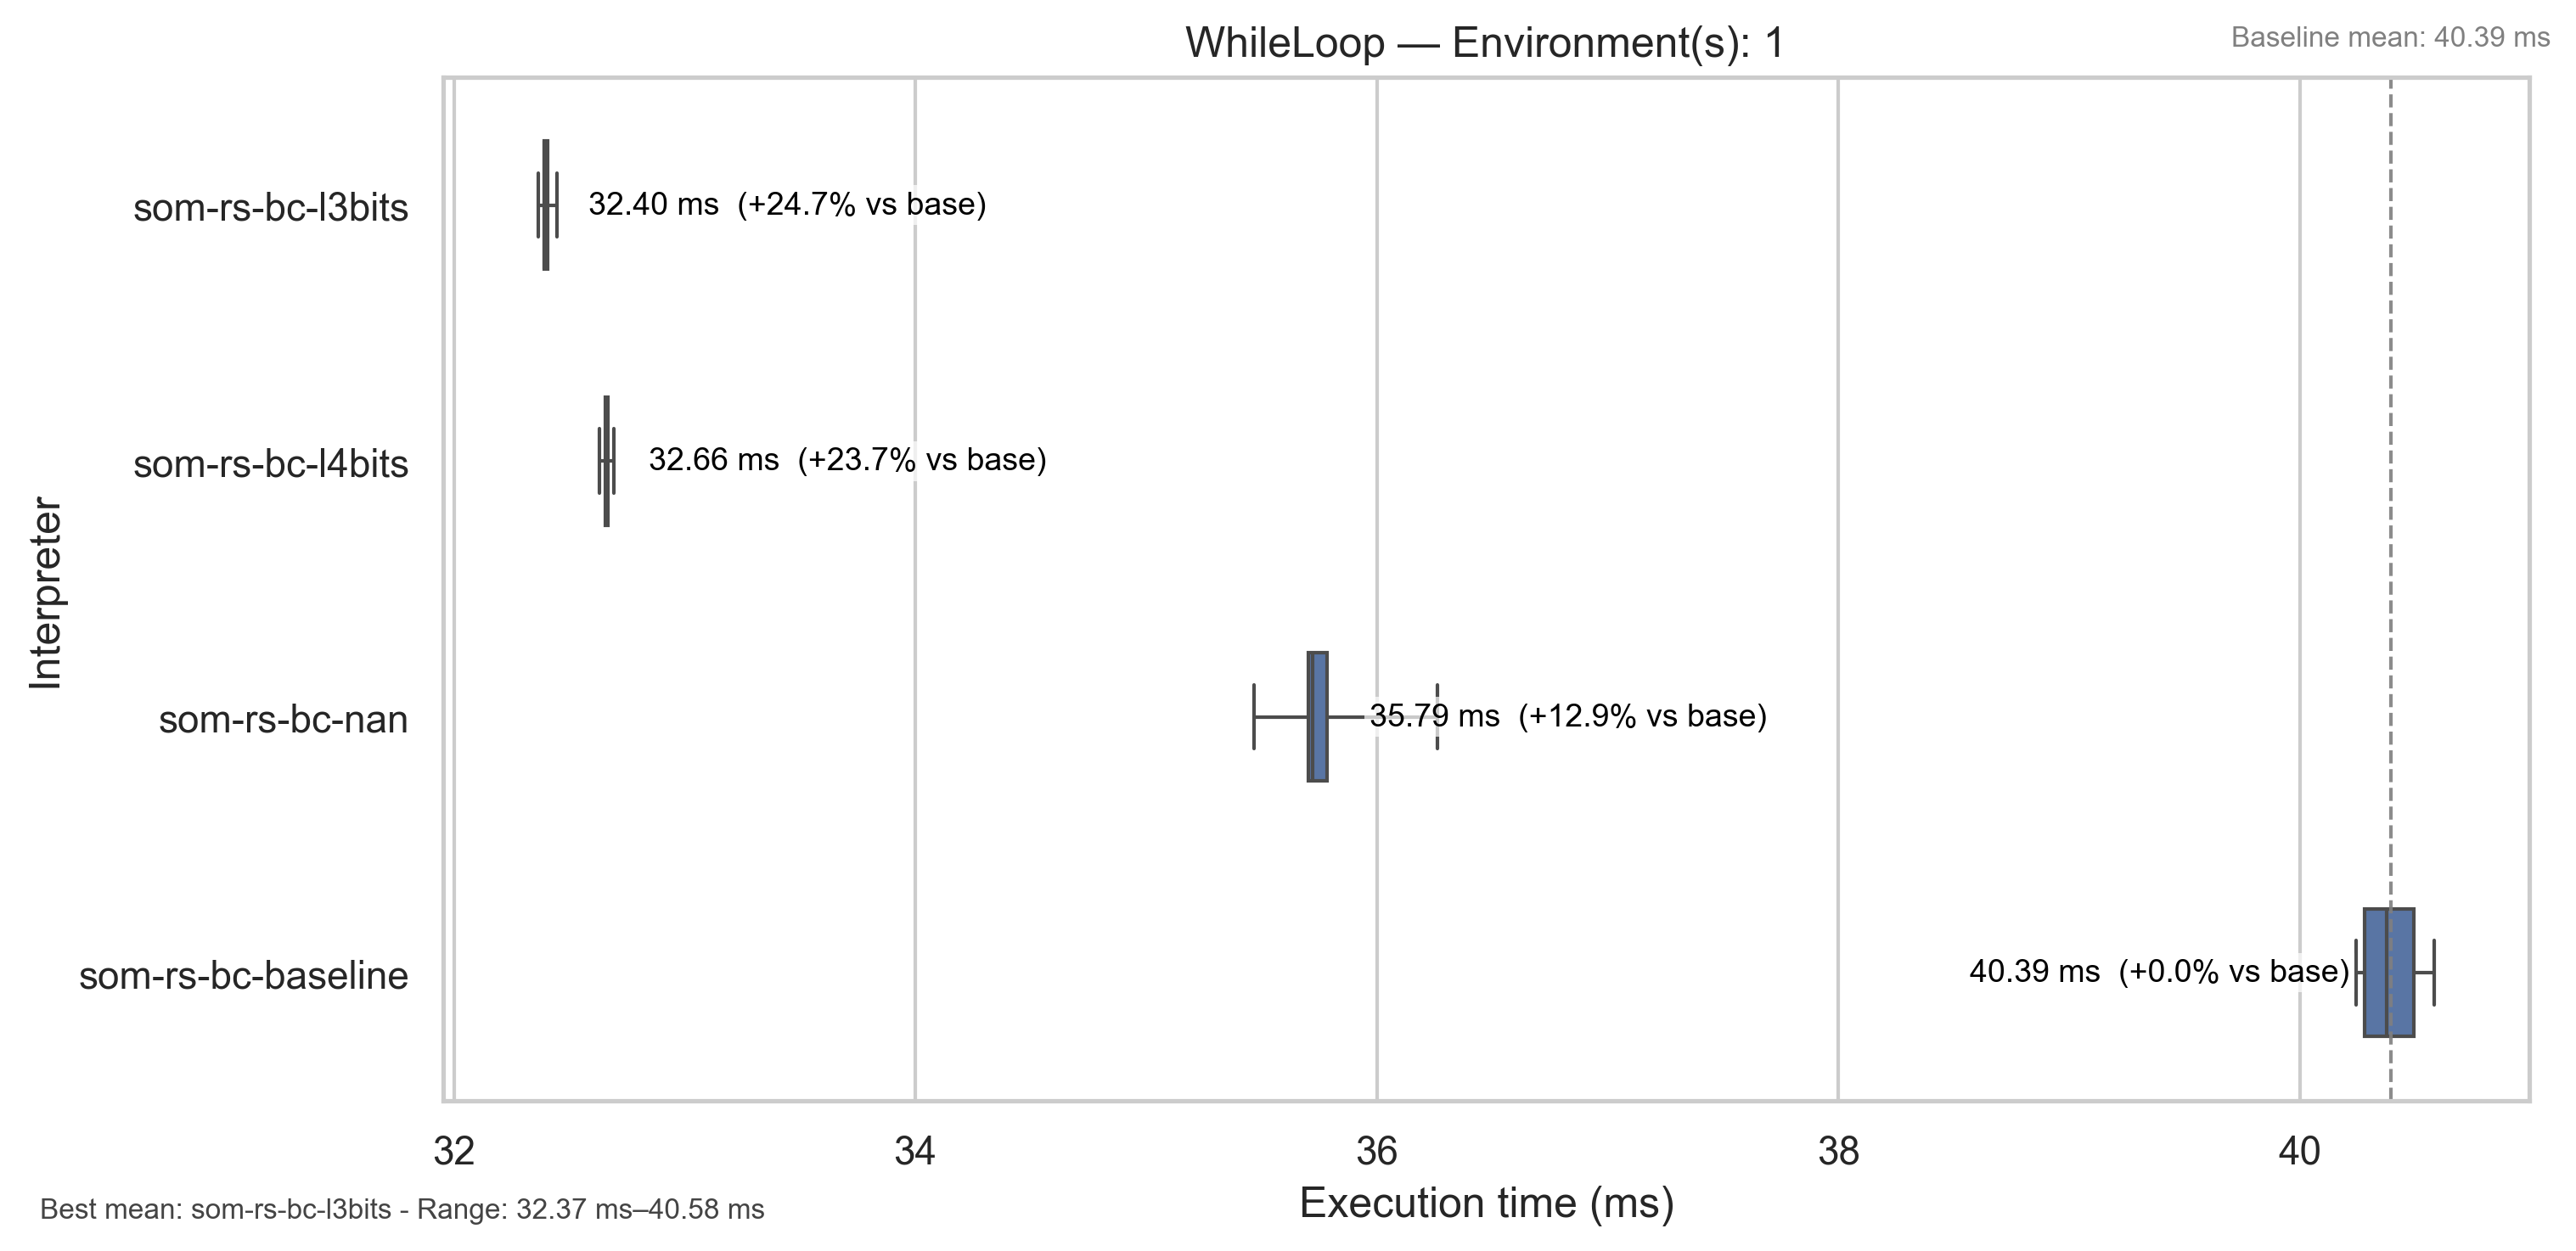 WhileLoop — Environment(s): 1
Baseline mean: 40.39 ms
Interpreter
som-rs-bc-l3bits
32.40 ms (+24.7% vs base)
som-rs-bc-l4bits
32.66 ms (+23.7% vs base)
som-rs-bc-nan
35.79 ms (+12.9% vs base)
som-rs-bc-baseline
40.39 ms (+0.0% vs base)
32 34 36 38 40
Execution time (ms)
Best mean: som-rs-bc-l3bits - Range: 32.37 ms–40.58 ms